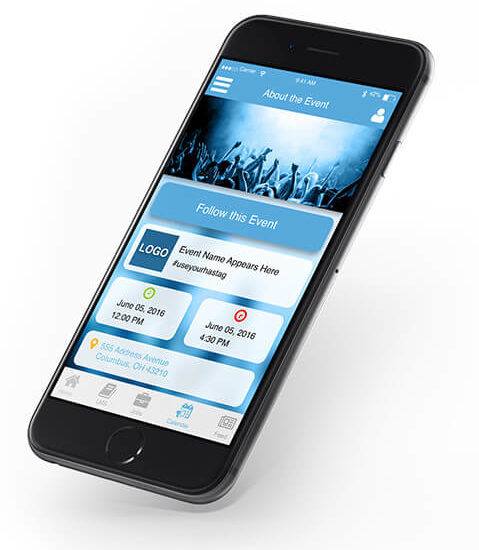 Carrier
9:41 AM
42%
About the Event
Follow this Event
LOGO
Event Name Appears Here
#useyourhastag
June 05, 2016
12:00 PM
June 05, 2016
4:30 PM
555 Address Avenue
Columbus, OH 43210
Home
LMS
Jobs
Calendar
Feed